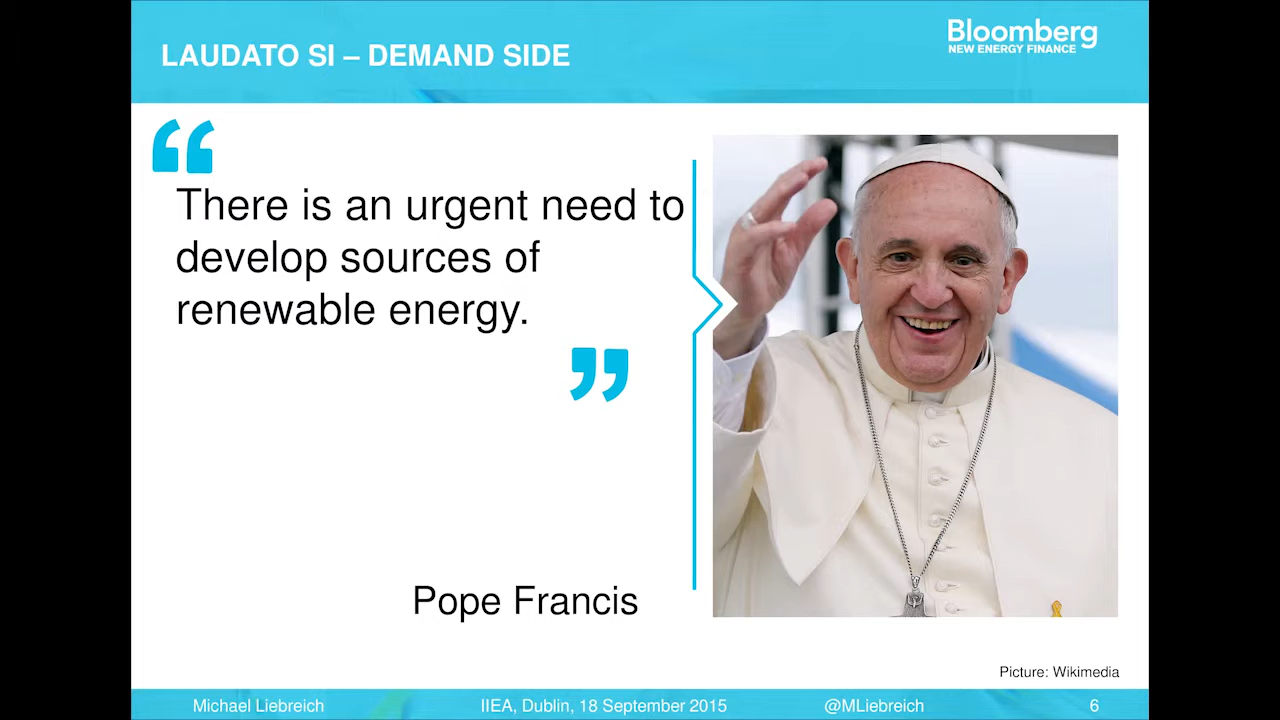 LAUDATO SI – DEMAND SIDE
Bloomberg
NEW ENERGY FINANCE
“
There is an urgent need to
develop sources of
renewable energy.
”
Pope Francis
Picture: Wikimedia
Michael Liebreich IIEA, Dublin, 18 September 2015 @MLiebreich 6